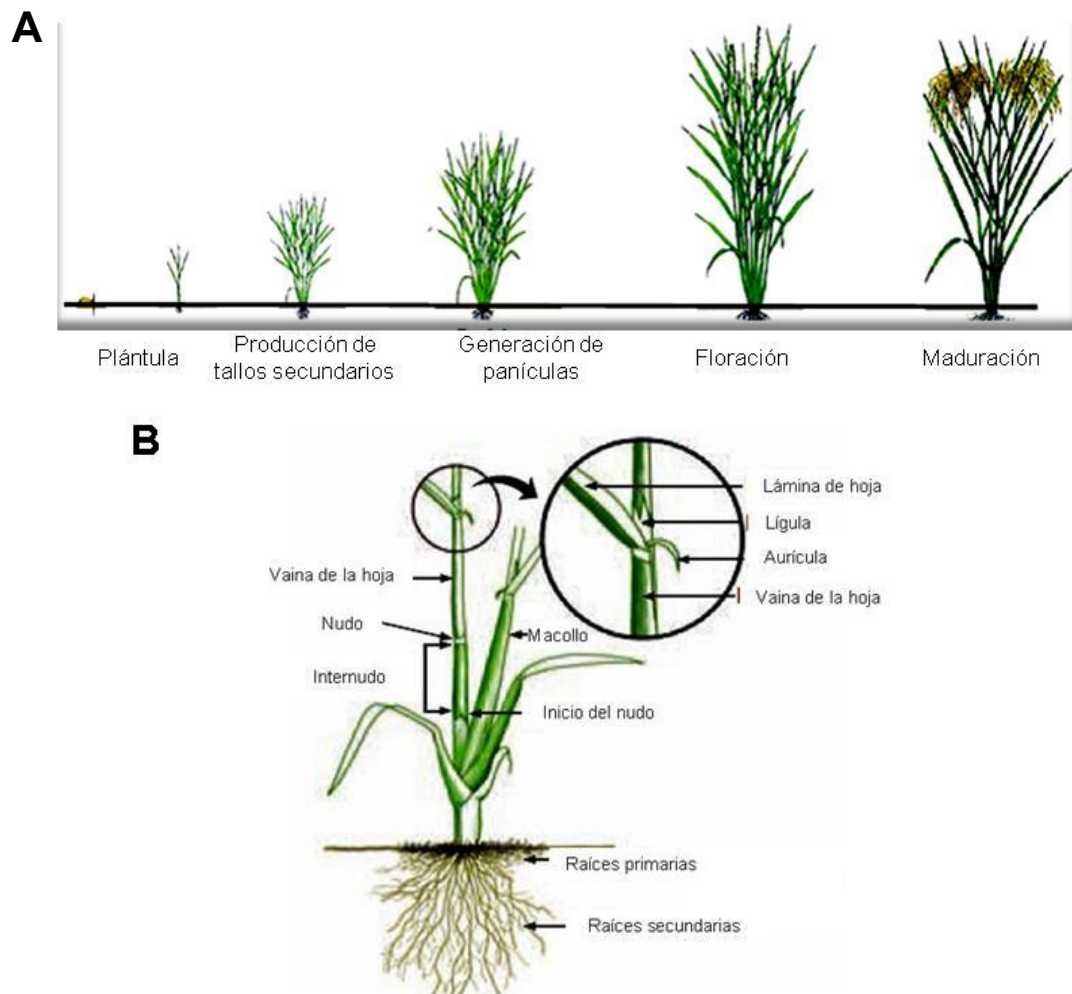 A
Plántula
Producción de
tallos secundarios
Generación de
panículas
Floración
Maduración
B
Lámina de hoja
Lígula
Aurícula
Vaina de la hoja
Vaina de la hoja
Nudo
Macollo
Internudo
Inicio del nudo
Raíces primarias
Raíces secundarias